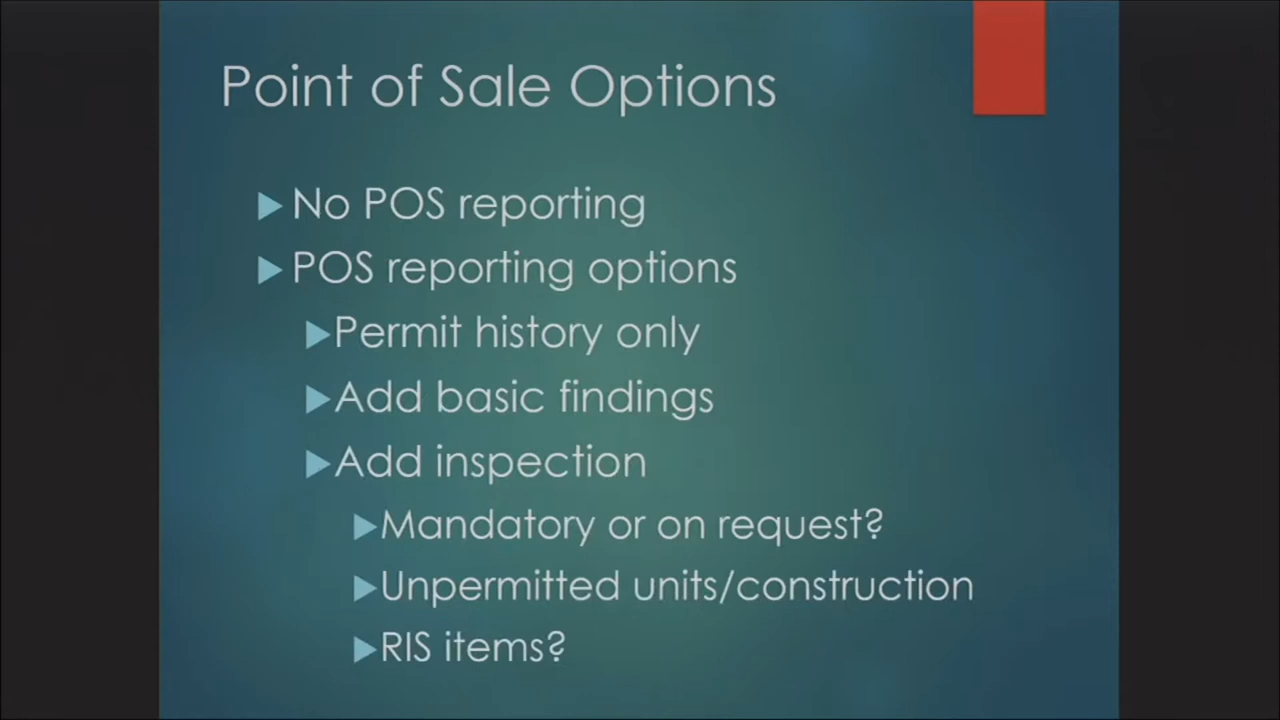 Point of Sale Options
No POS reporting
POS reporting options
Permit history only
Add basic findings
Add inspection
Mandatory or on request?
Unpermitted units/construction
RIS items?